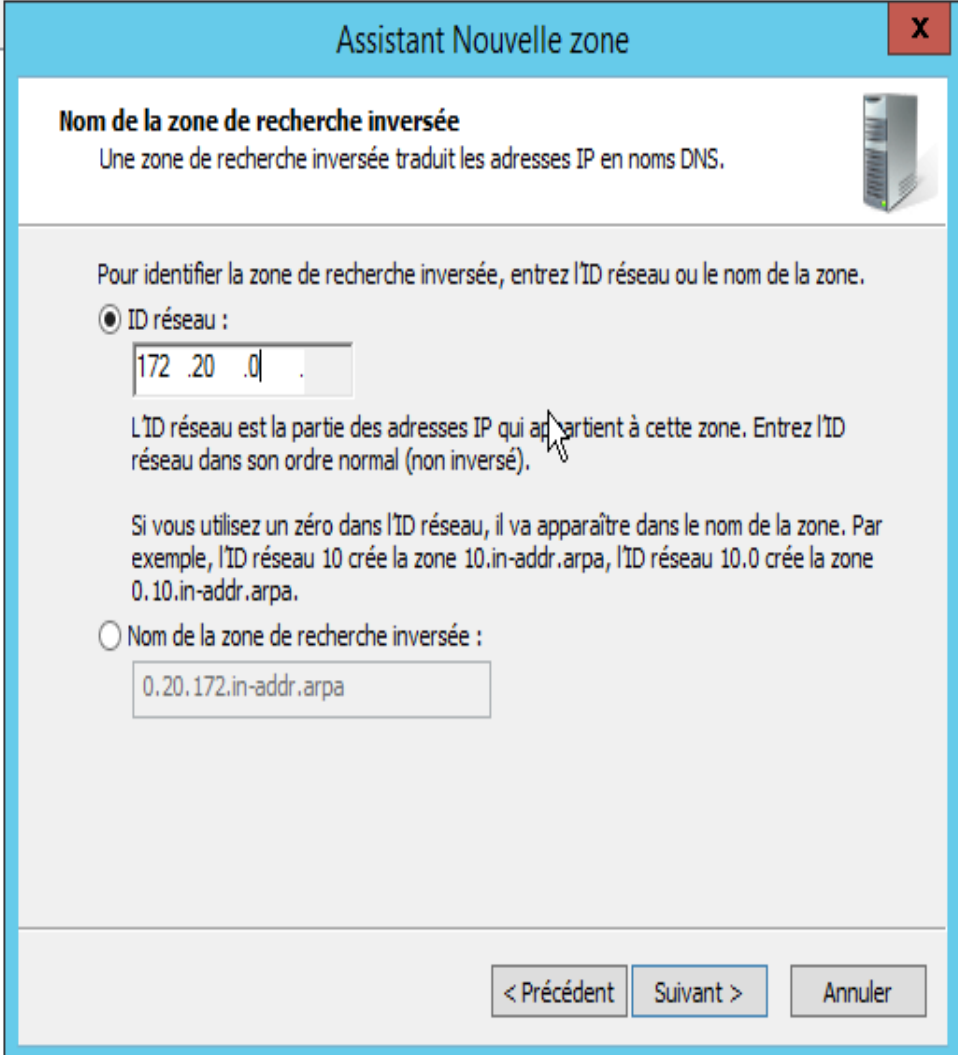 Assistant Nouvelle zone
X
Nom de la zone de recherche inversée
Une zone de recherche inversée traduit les adresses IP en noms DNS.
Pour identifier la zone de recherche inversée, entrez l'ID réseau ou le nom de la zone.
ID réseau :
172 .20 .0 .
L'ID réseau est la partie des adresses IP qui appartient à cette zone. Entrez l'ID
réseau dans son ordre normal (non inversé).
Si vous utilisez un zéro dans l'ID réseau, il va apparaître dans le nom de la zone. Par
exemple, l'ID réseau 10 crée la zone 10.in-addr.arpa, l'ID réseau 10.0 crée la zone
0.10.in-addr.arpa.
Nom de la zone de recherche inversée :
0.20.172.in-addr.arpa
< Précédent Suivant > Annuler